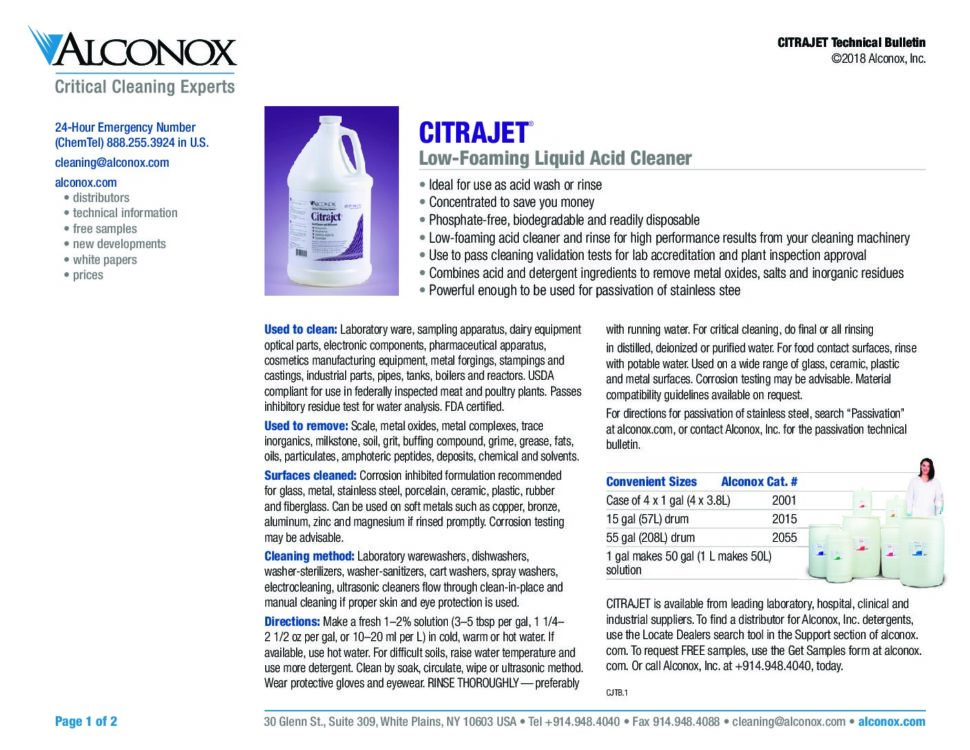 ALCONOX
Critical Cleaning Experts
CITRAJET Technical Bulletin
©2018 Alconox, Inc.
24-Hour Emergency Number
(ChemTel) 888.255.3924 in U.S.
cleaning@alconox.com
alconox.com
• distributors
• technical information
• free samples
• new developments
• white papers
• prices
ALCONOX
Citrajet
CITRAJET®
Low-Foaming Liquid Acid Cleaner
• Ideal for use as acid wash or rinse
• Concentrated to save you money
• Phosphate-free, biodegradable and readily disposable
• Low-foaming acid cleaner and rinse for high performance results from your cleaning machinery
• Use to pass cleaning validation tests for lab accreditation and plant inspection approval
• Combines acid and detergent ingredients to remove metal oxides, salts and inorganic residues
• Powerful enough to be used for passivation of stainless stee
Used to clean: Laboratory ware, sampling apparatus, dairy equipment
optical parts, electronic components, pharmaceutical apparatus,
cosmetics manufacturing equipment, metal forgings, stampings and
castings, industrial parts, pipes, tanks, boilers and reactors. USDA
compliant for use in federally inspected meat and poultry plants. Passes
inhibitory residue test for water analysis. FDA certified.
Used to remove: Scale, metal oxides, metal complexes, trace
inorganics, milkstone, soil, grit, buffing compound, grime, grease, fats,
oils, particulates, amphoteric peptides, deposits, chemical and solvents.
Surfaces cleaned: Corrosion inhibited formulation recommended
for glass, metal, stainless steel, porcelain, ceramic, plastic, rubber
and fiberglass. Can be used on soft metals such as copper, bronze,
aluminum, zinc and magnesium if rinsed promptly. Corrosion testing
may be advisable.
Cleaning method: Laboratory warewashers, dishwashers,
washer-sterilizers, washer-sanitizers, cart washers, spray washers,
electrocleaning, ultrasonic cleaners flow through clean-in-place and
manual cleaning if proper skin and eye protection is used.
Directions: Make a fresh 1–2% solution (3–5 tbsp per gal, 1 1/4–
2 1/2 oz per gal, or 10–20 ml per L) in cold, warm or hot water. If
available, use hot water. For difficult soils, raise water temperature and
use more detergent. Clean by soak, circulate, wipe or ultrasonic method.
Wear protective gloves and eyewear. RINSE THOROUGHLY — preferably
with running water. For critical cleaning, do final or all rinsing
in distilled, deionized or purified water. For food contact surfaces, rinse
with potable water. Used on a wide range of glass, ceramic, plastic
and metal surfaces. Corrosion testing may be advisable. Material
compatibility guidelines available on request.
For directions for passivation of stainless steel, search “Passivation”
at alconox.com, or contact Alconox, Inc. for the passivation technical
bulletin.
Convenient Sizes Alconox Cat. #
Case of 4 x 1 gal (4 x 3.8L) 2001
15 gal (57L) drum 2015
55 gal (208L) drum 2055
1 gal makes 50 gal (1 L makes 50L)
solution
CITRAJET is available from leading laboratory, hospital, clinical and
industrial suppliers. To find a distributor for Alconox, Inc. detergents,
use the Locate Dealers search tool in the Support section of alconox.
com. To request FREE samples, use the Get Samples form at alconox.
com. Or call Alconox, Inc. at +914.948.4040, today.
CJTB.1
Page 1 of 2
30 Glenn St., Suite 309, White Plains, NY 10603 USA • Tel +914.948.4040 • Fax 914.948.4088 • cleaning@alconox.com • alconox.com